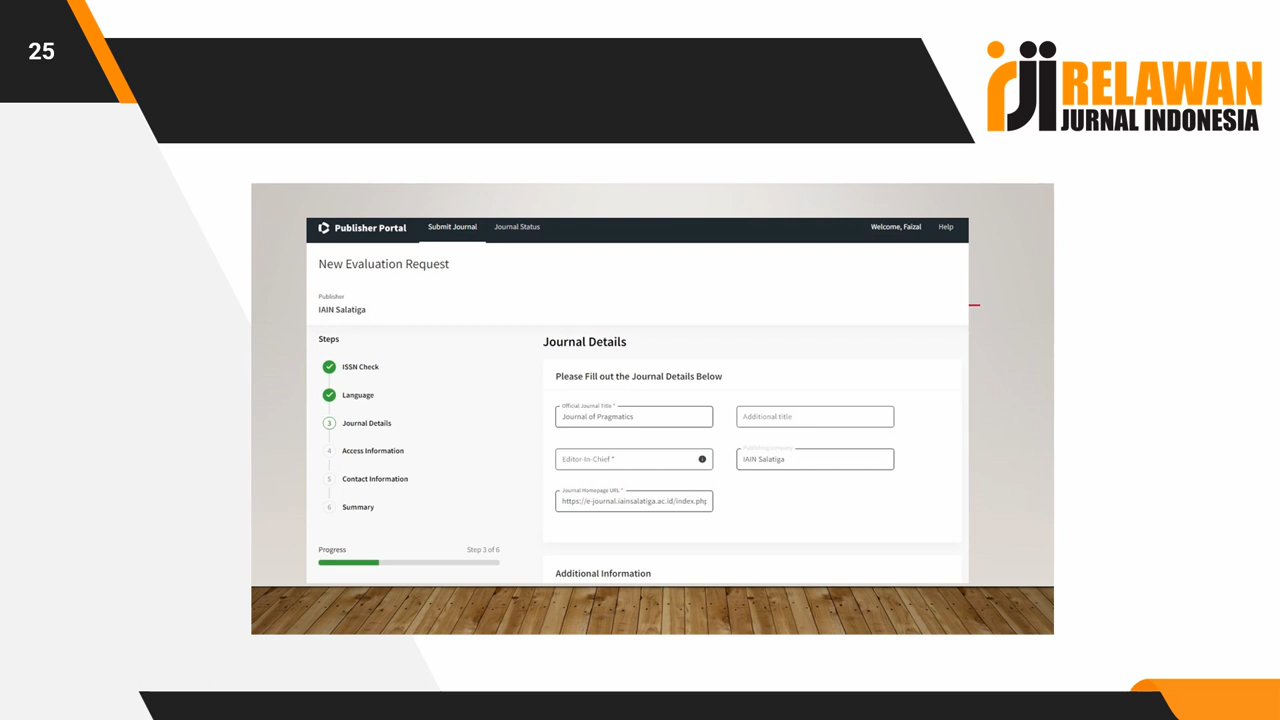 25
RELAWAN
JURNAL INDONESIA
Publisher Portal
Submit Journal
Journal Status
Welcome, Faizal
Help
New Evaluation Request
Publisher
IAIN Salatiga
Steps
ISSN Check
Language
3 Journal Details
4 Access Information
5 Contact Information
6 Summary
Progress
Step 3 of 6
Journal Details
Please Fill out the Journal Details Below
Official Journal Title *
Journal of Pragmatics
Additional title
Editor-In-Chief *
Publishing company
IAIN Salatiga
Journal Homepage URL *
https://e-journal.iainsalatiga.ac.id/index.php
Additional Information